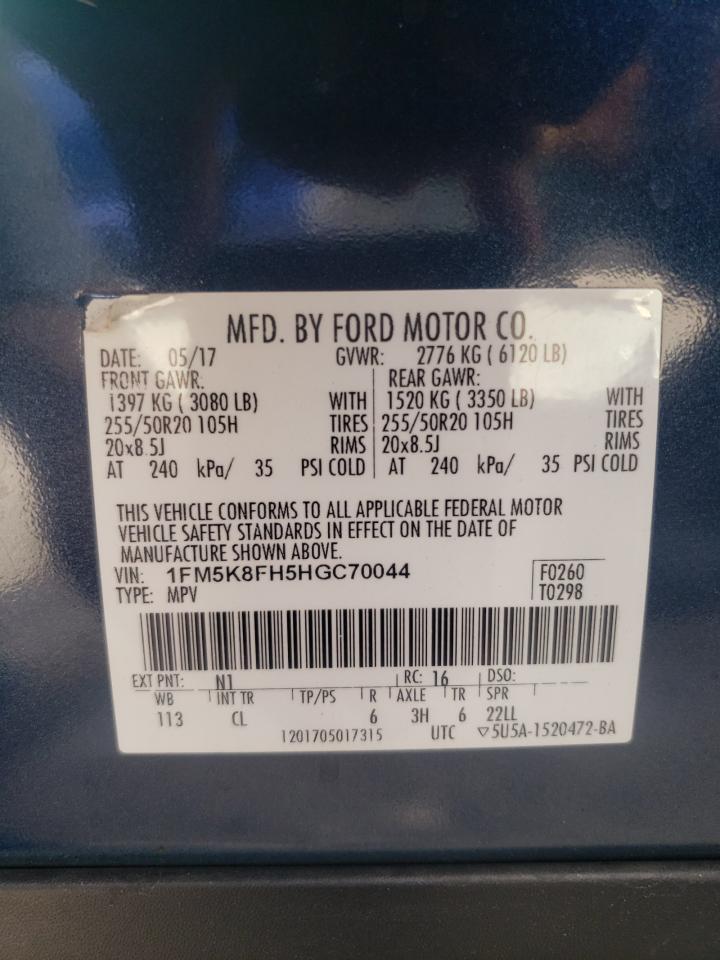 MFD. BY FORD MOTOR CO.
DATE: 05/17 GVWR: 2776 KG ( 6120 LB)
FRONT GAWR: REAR GAWR:
1397 KG ( 3080 LB) WITH 1520 KG ( 3350 LB) WITH
255/50R20 105H TIRES 255/50R20 105H TIRES
20x8.5J RIMS 20x8.5J RIMS
AT 240 kPa/ 35 PSI COLD AT 240 kPa/ 35 PSI COLD
THIS VEHICLE CONFORMS TO ALL APPLICABLE FEDERAL MOTOR
VEHICLE SAFETY STANDARDS IN EFFECT ON THE DATE OF
MANUFACTURE SHOWN ABOVE.
VIN: 1FM5K8FH5HGC70044 F0260
TYPE: MPV T0298
EXT PNT: N1 RC: 16 DSO:
WB INT TR TP/PS R AXLE TR SPR
113 CL 6 3H 6 22LL
1201705017315 UTC ▽5U5A-1520472-BA